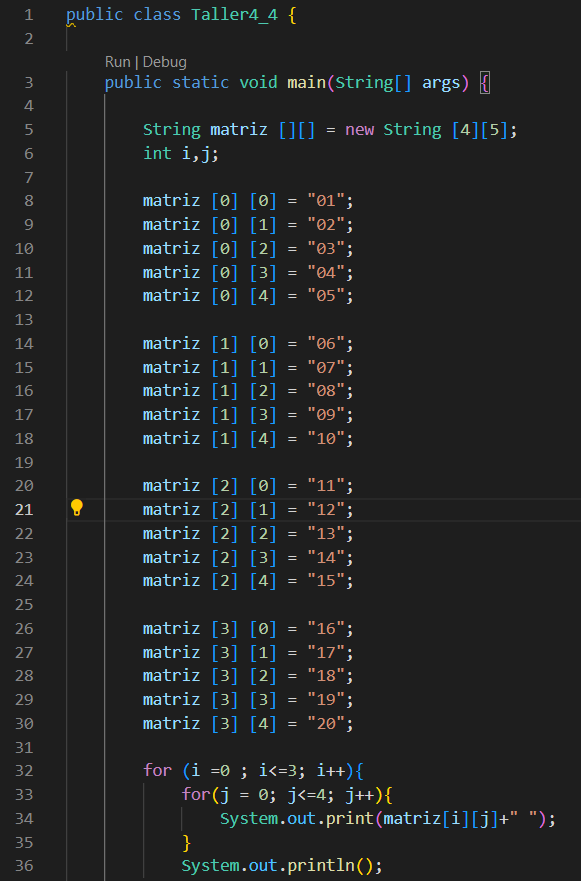 1 public class Taller4_4 {
2
Run | Debug
3 public static void main(String[] args) {
4
5 String matriz [][] = new String [4][5];
6 int i,j;
7
8 matriz [0] [0] = "01";
9 matriz [0] [1] = "02";
10 matriz [0] [2] = "03";
11 matriz [0] [3] = "04";
12 matriz [0] [4] = "05";
13
14 matriz [1] [0] = "06";
15 matriz [1] [1] = "07";
16 matriz [1] [2] = "08";
17 matriz [1] [3] = "09";
18 matriz [1] [4] = "10";
19
20 matriz [2] [0] = "11";
21 matriz [2] [1] = "12";
22 matriz [2] [2] = "13";
23 matriz [2] [3] = "14";
24 matriz [2] [4] = "15";
25
26 matriz [3] [0] = "16";
27 matriz [3] [1] = "17";
28 matriz [3] [2] = "18";
29 matriz [3] [3] = "19";
30 matriz [3] [4] = "20";
31
32 for (i =0 ; i<=3; i++){
33 for(j = 0; j<=4; j++){
34 System.out.print(matriz[i][j]+" ");
35 }
36 System.out.println();